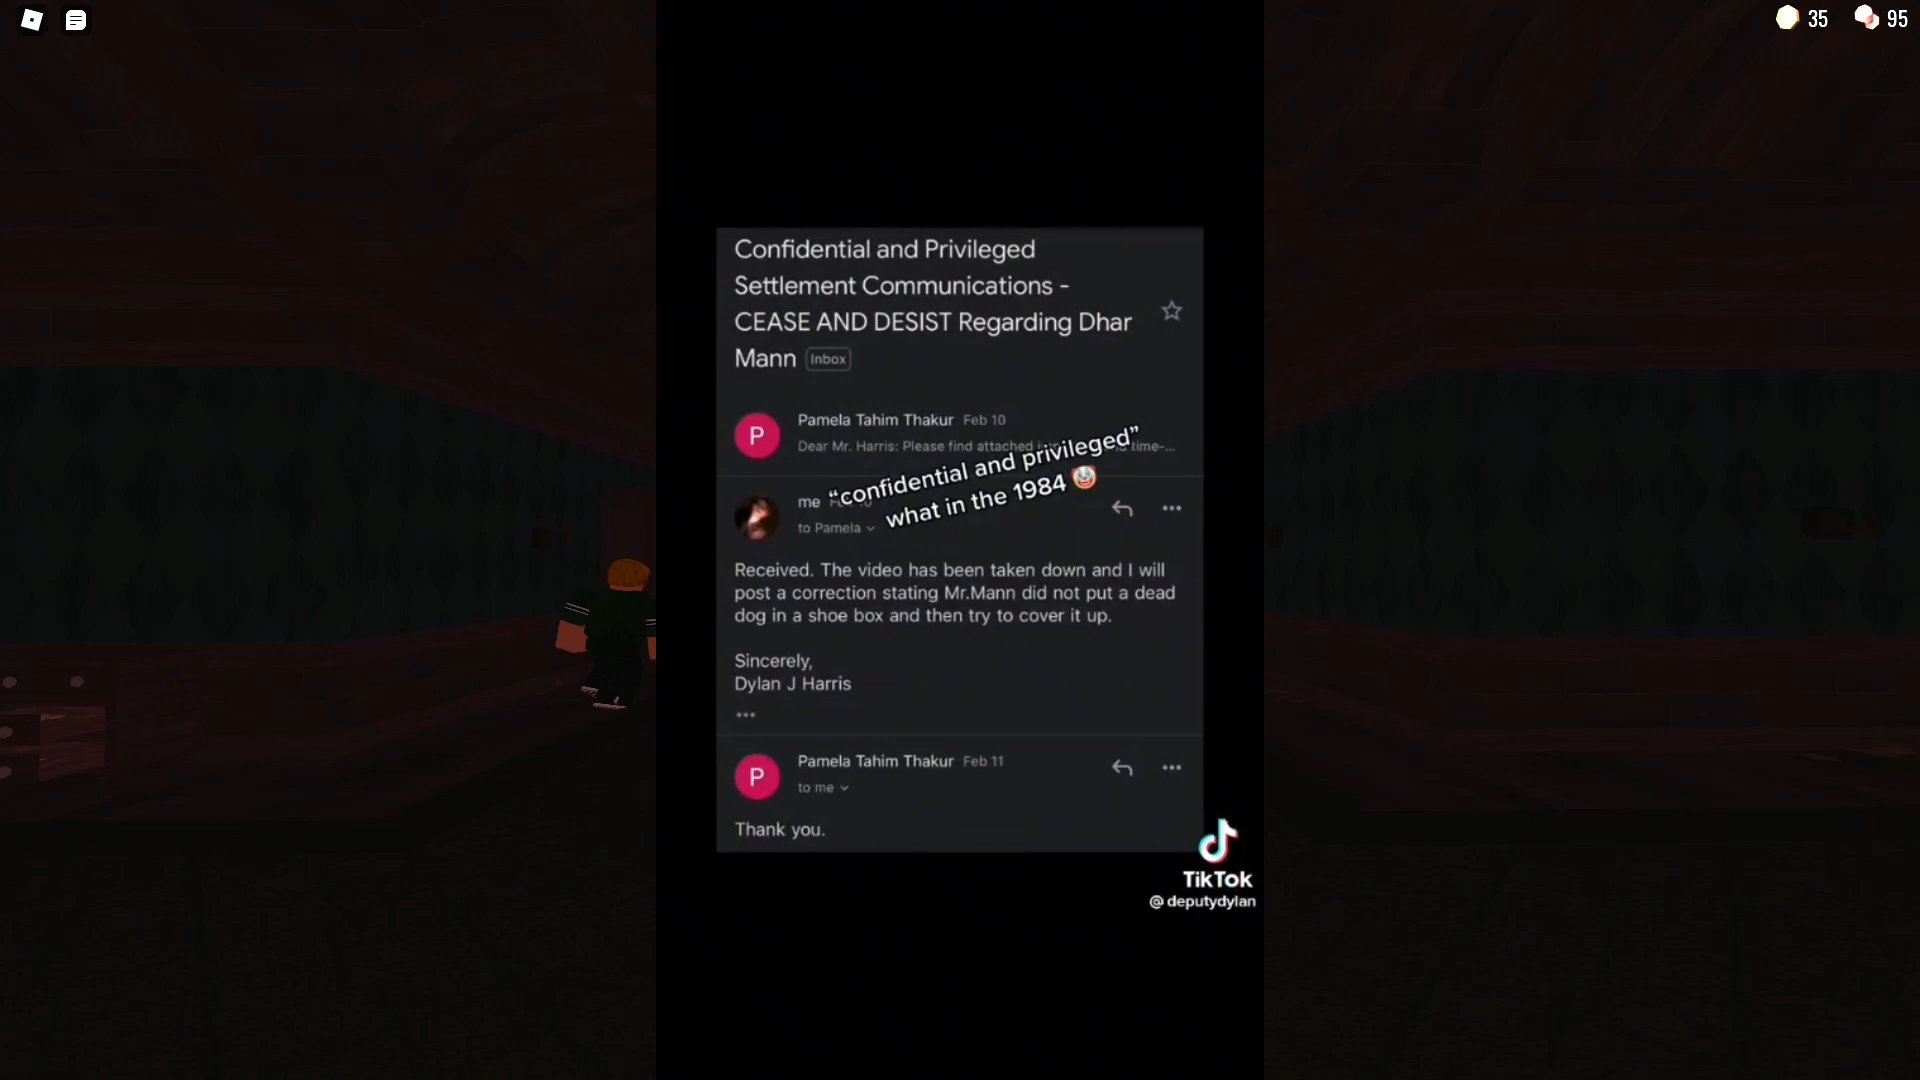 35
95
Confidential and Privileged
Settlement Communications -
CEASE AND DESIST Regarding Dhar
Mann Inbox
P
Pamela Tahim Thakur Feb 10
Dear Mr. Harris: Please find attached time-...
“confidential and privileged”
what in the 1984
me
to Pamela
Received. The video has been taken down and I will
post a correction stating Mr.Mann did not put a dead
dog in a shoe box and then try to cover it up.
Sincerely,
Dylan J Harris
...
P
Pamela Tahim Thakur Feb 11
to me
Thank you.
TikTok
@deputydylan